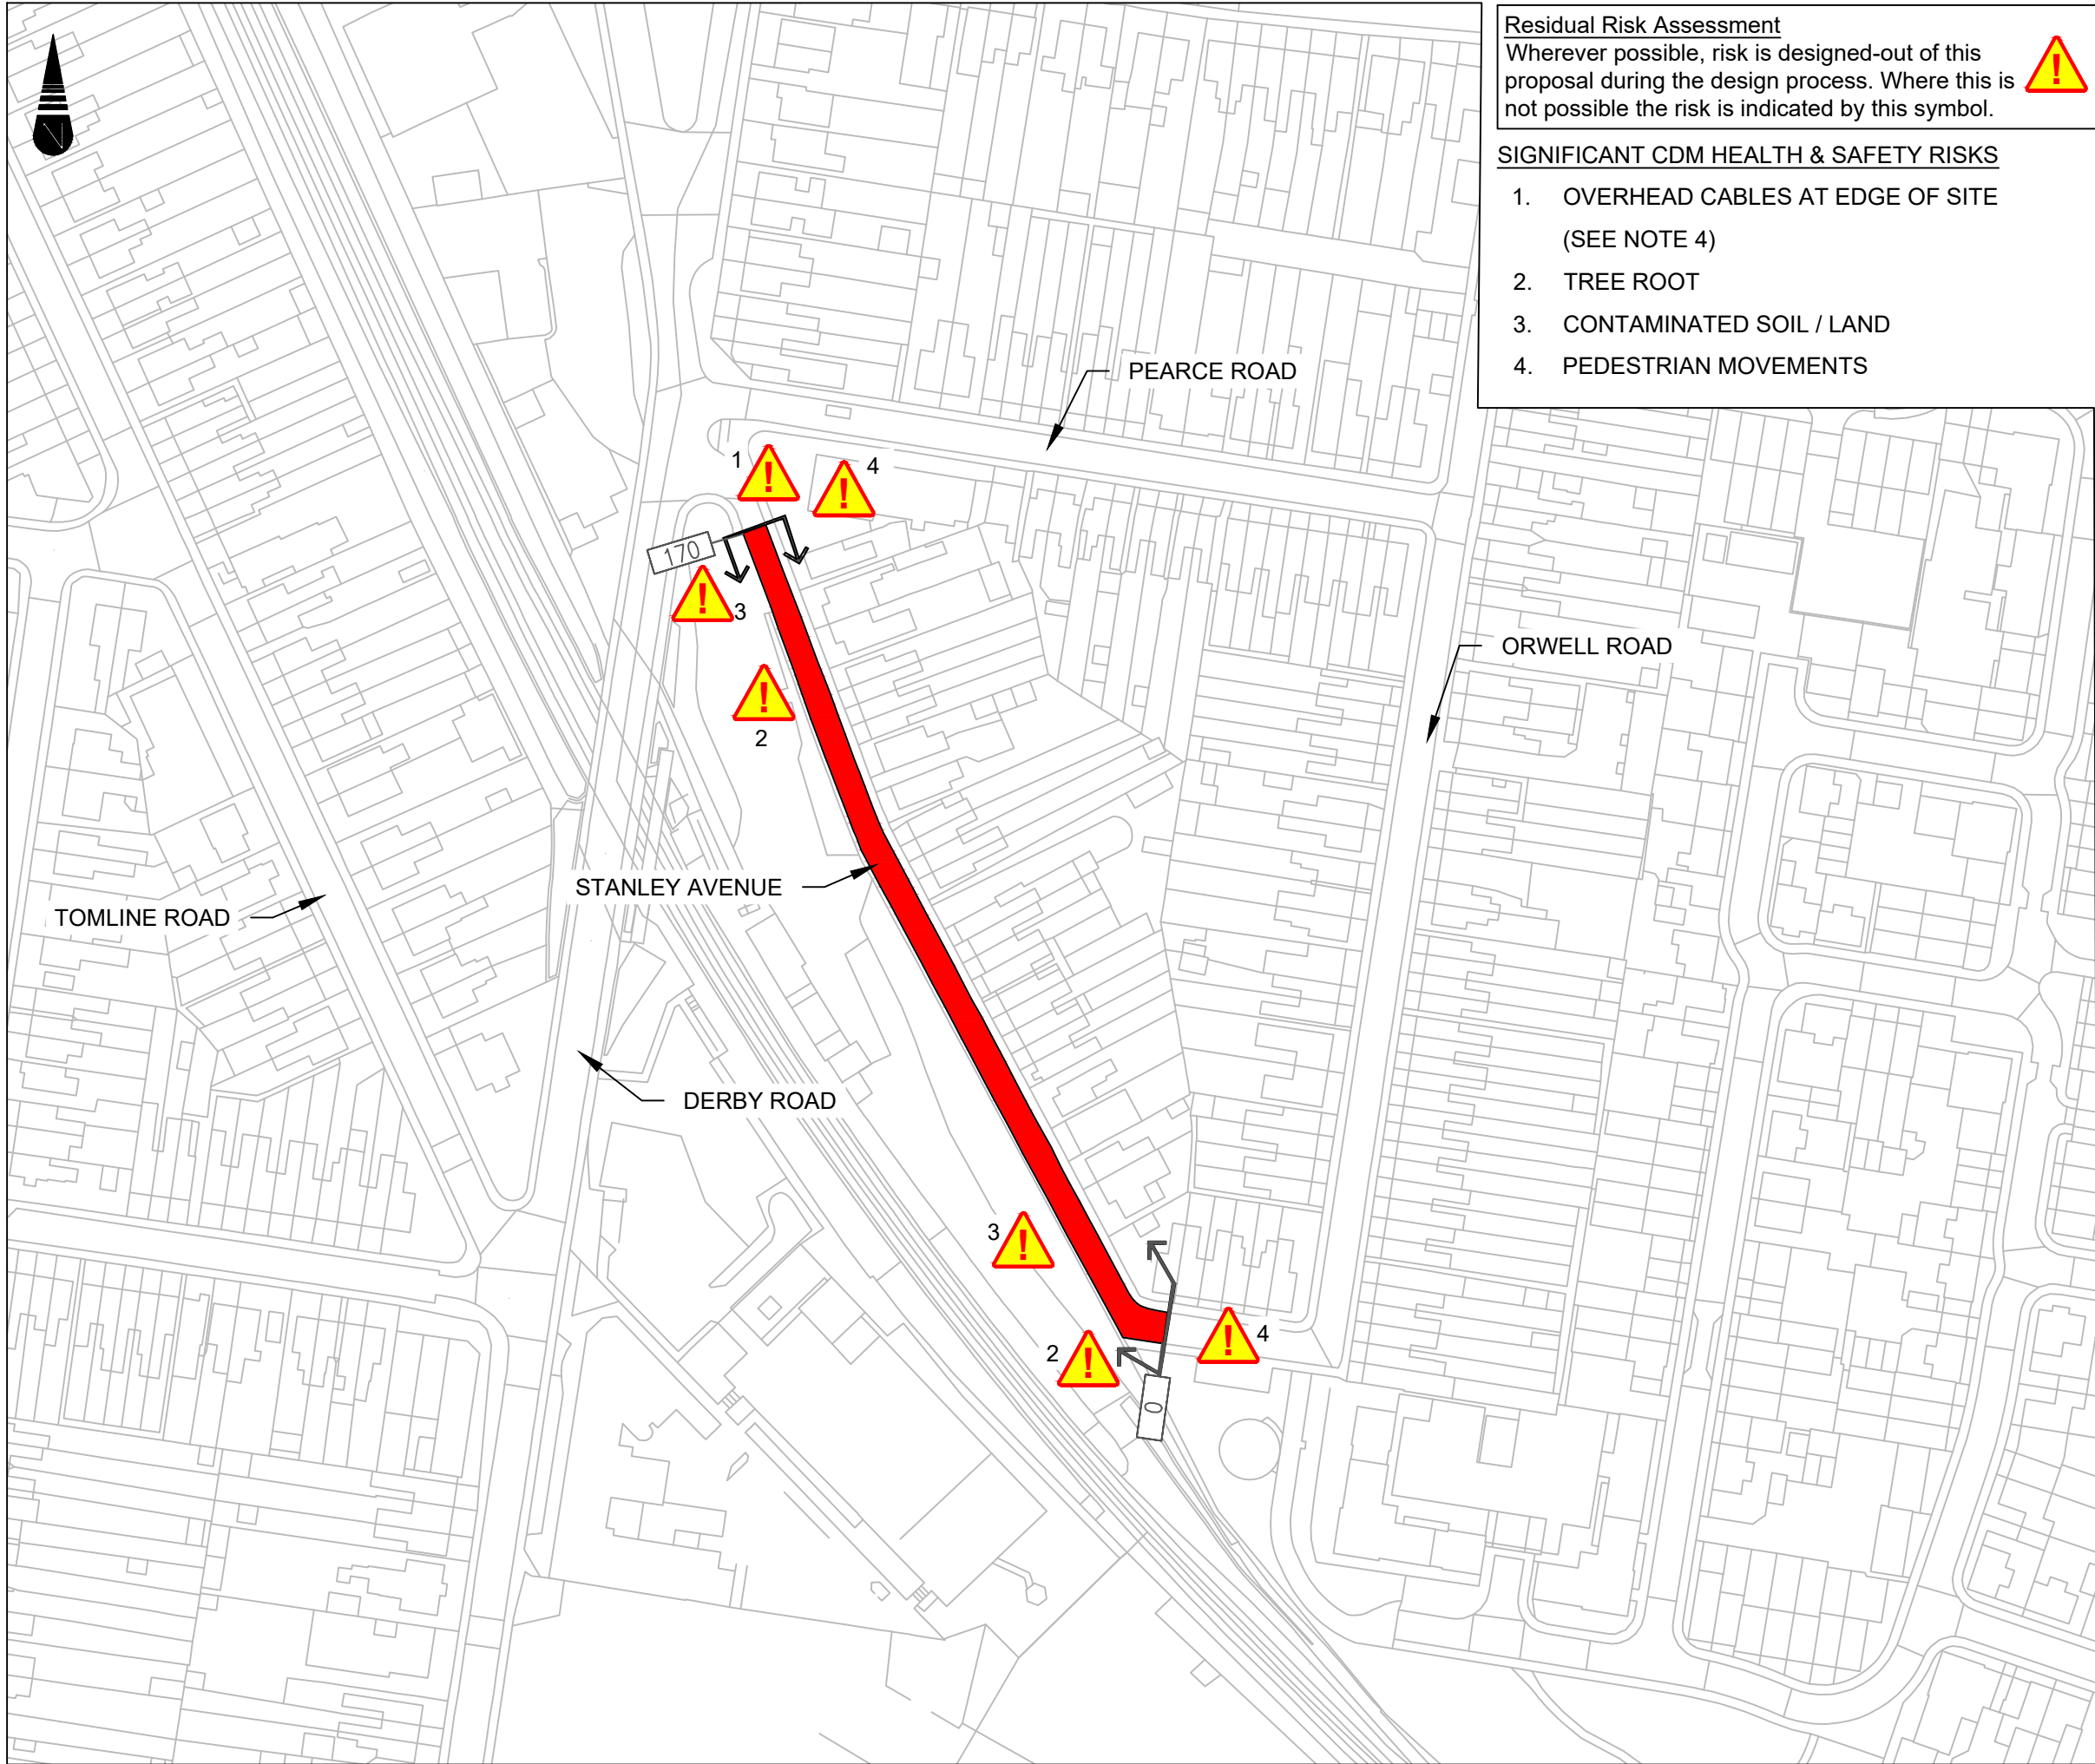 Residual Risk Assessment
Wherever possible, risk is designed-out of this
proposal during the design process. Where this is
not possible the risk is indicated by this symbol.
!
SIGNIFICANT CDM HEALTH & SAFETY RISKS
1. OVERHEAD CABLES AT EDGE OF SITE
(SEE NOTE 4)
2. TREE ROOT
3. CONTAMINATED SOIL / LAND
4. PEDESTRIAN MOVEMENTS
N
PEARCE ROAD
1 !
! 4
170
! 3
ORWELL ROAD
!
2
STANLEY AVENUE
TOMLINE ROAD
DERBY ROAD
3 !
! 4
2 !
0